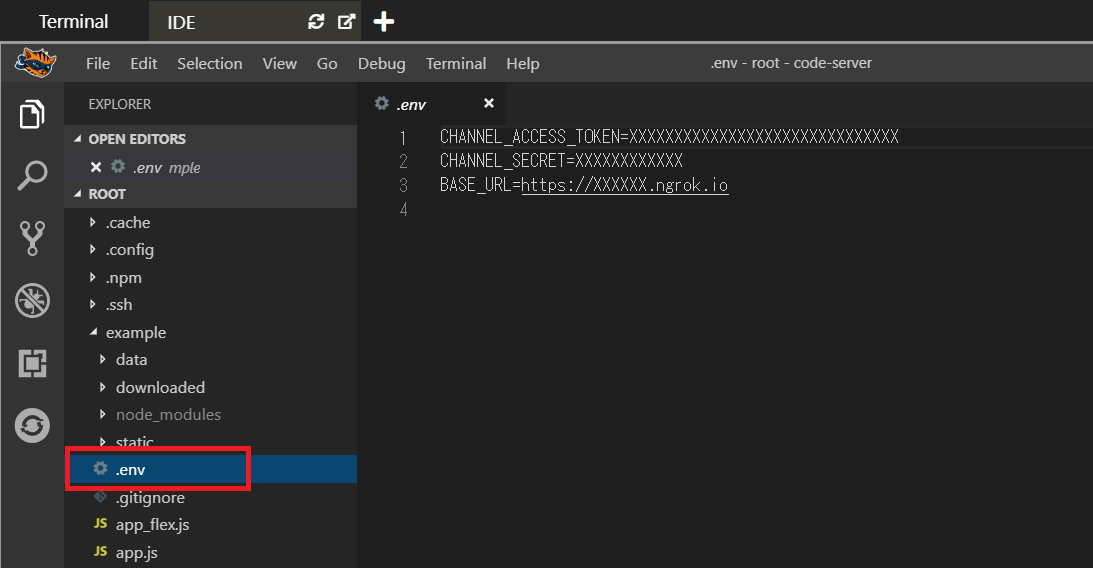 Terminal IDE
File Edit Selection View Go Debug Terminal Help .env - root - code-server
EXPLORER
OPEN EDITORS
.env mple
ROOT
.cache
.config
.npm
.ssh
example
data
downloaded
node_modules
static
.env
.gitignore
JS app_flex.js
JS app.js
.env
1 CHANNEL_ACCESS_TOKEN=XXXXXXXXXXXXXXXXXXXXXXXXXXXXXX
2 CHANNEL_SECRET=XXXXXXXXXXXX
3 BASE_URL=https://XXXXXX.ngrok.io
4